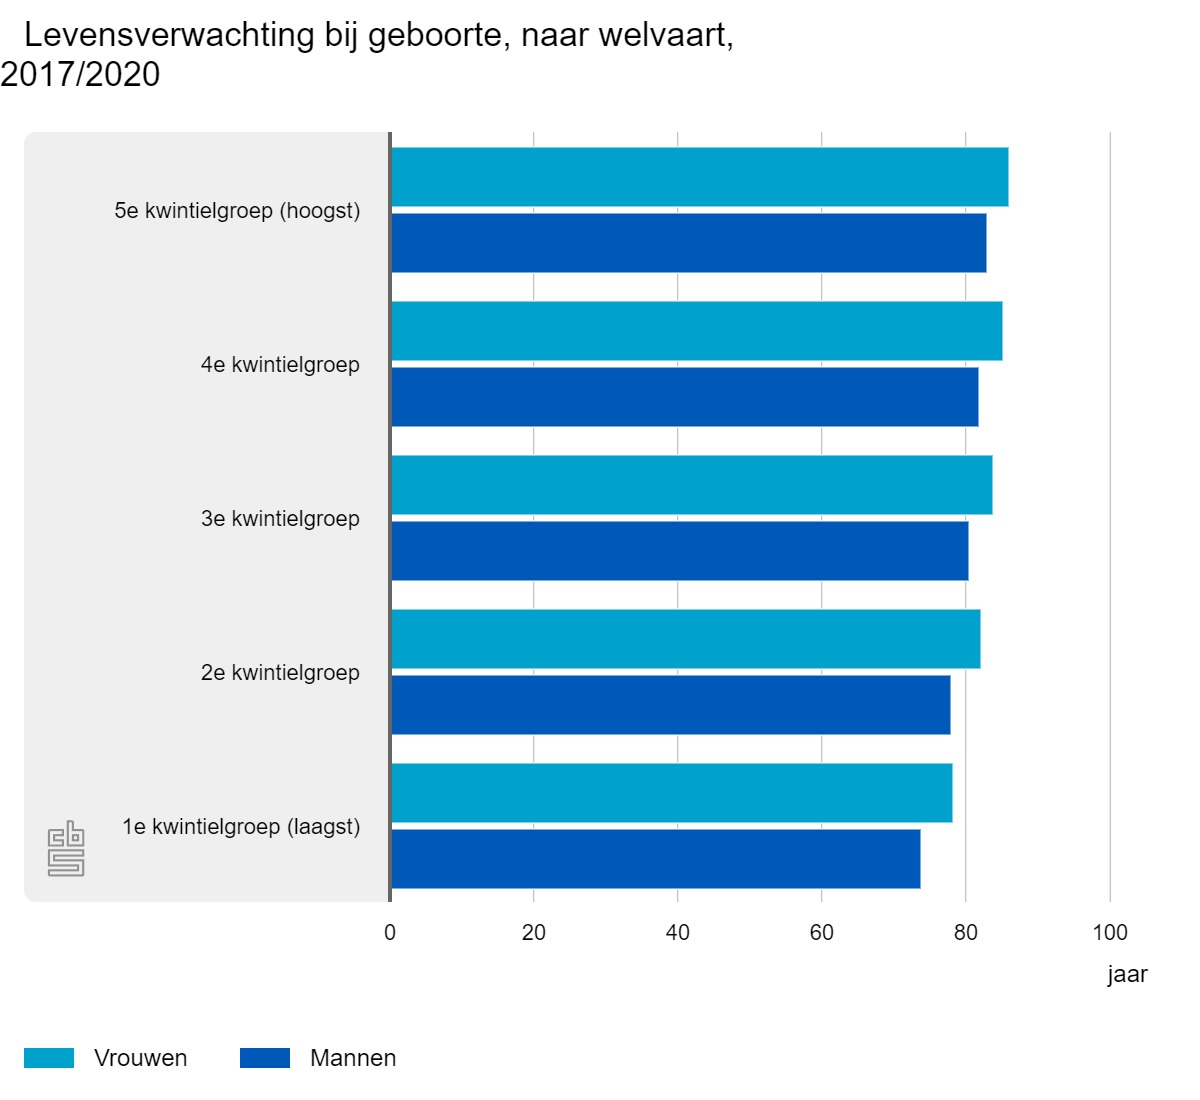 Levensverwachting bij geboorte, naar welvaart,
2017/2020
5e kwintielgroep (hoogst)
4e kwintielgroep
3e kwintielgroep
2e kwintielgroep
1e kwintielgroep (laagst)
cbs
0 20 40 60 80 100
jaar
Vrouwen Mannen